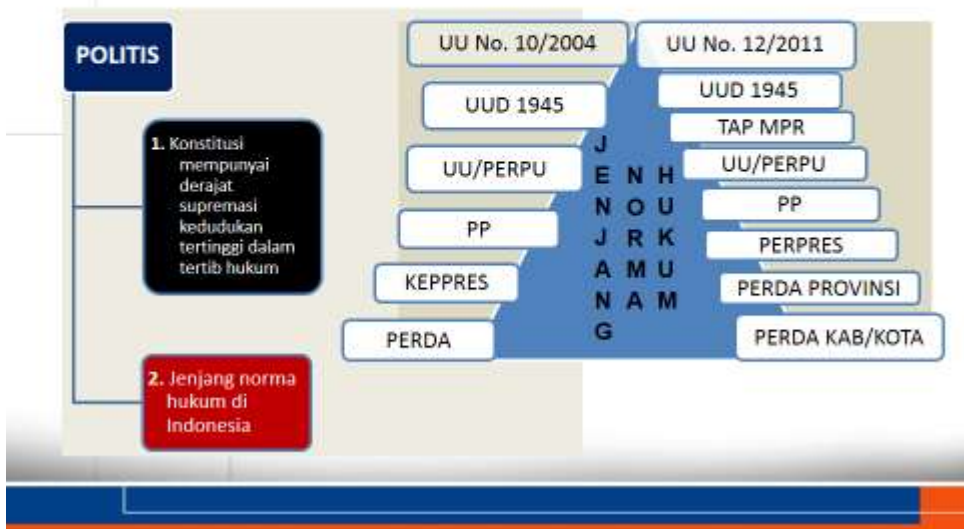 POLITIS
1. Konstitusi
mempunyai
derajat
supremasi
kedudukan
tertinggi dalam
tertib hukum
2. Jenjang norma
hukum di
Indonesia
UU No. 10/2004
UUD 1945
UU/PERPU
PP
KEPPRES
PERDA
JENJANG
NORMA
HUKUM
UU No. 12/2011
UUD 1945
TAP MPR
UU/PERPU
PP
PERPRES
PERDA PROVINSI
PERDA KAB/KOTA